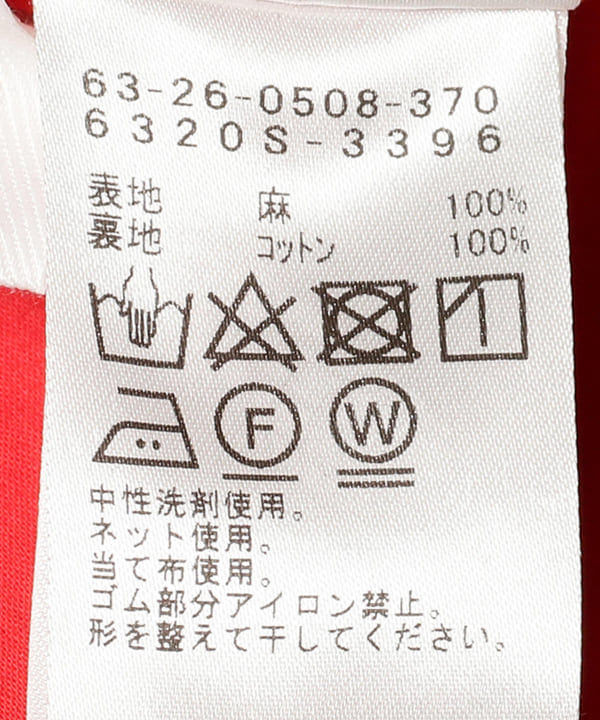 63-26-0508-370
6320S-3396
表地 麻 100%
裏地 コットン 100%
F W
中性洗剤使用。
ネット使用。
当て布使用。
ゴム部分アイロン禁止。
形を整えて干してください。